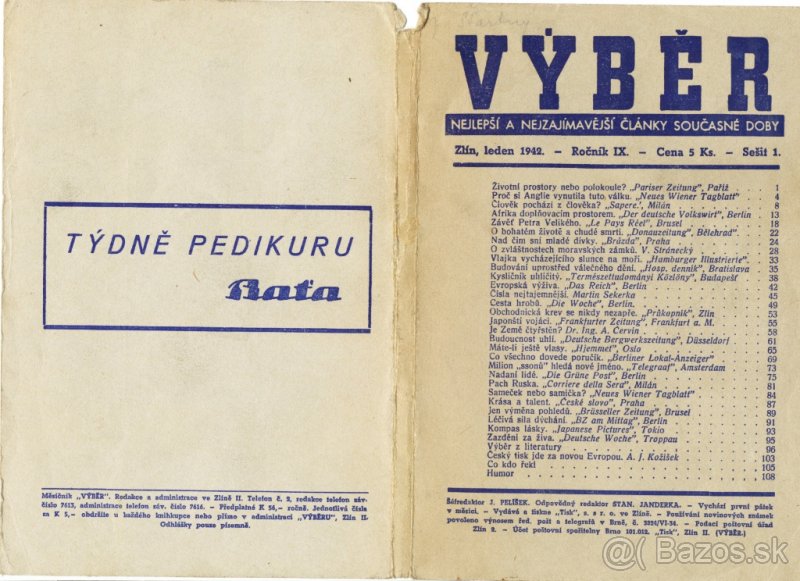 TÝDNĚ PEDIKURU
Baťa
Měsíčník „VÝBĚR". Redakce a administrace ve Zlíně II. Telefon č. 2, redakce telefon záv.
číslo 7613, administrace telefon záv. číslo 7616. — Předplatné K 56,— ročně. Jednotlivá čísla
za K 5,— obdržíte u každého knihkupce nebo přímo v administraci „VÝBĚRU", Zlín II.
Odhlášky pouze písemně.
VÝBĚR
NEJLEPŠÍ A NEJZAJÍMAVĚJŠÍ ČLÁNKY SOUČASNÉ DOBY
Zlín, leden 1942. – Ročník IX. – Cena 5 Ks. – Sešit 1.
Životní prostory nebo polokoule? „Pariser Zeitung", Paříž . . . 1
Proč si Anglie vynutila tuto válku. „Neues Wiener Tagblatt" . . . 4
Člověk pochází z člověka? „Sapere.', Milán . . . 8
Afrika doplňovacím prostorem. „Der deutsche Volkswirt", Berlin . 13
Závěť Petra Velikého. „Le Pays Réel", Brusel . . . 18
O bohatém životě a chudé smrti. „Donauzeitung", Bělehrad". . . 22
Nad čím sní mladé dívky. „Brázda", Praha . . . 24
O zvláštnostech moravských zámků. V. Stránecký . . . 28
Vlajka vycházejícího slunce na moři. „Hamburger Illustrierte" . . 33
Budování uprostřed válečného dění. „Hosp. denník", Bratislava . 35
Kysličník uhličitý. „Természettudományi Közlöny", Budapešť . . 38
Evropská výživa. „Das Reich", Berlin . . . 42
Čísla nejtajemnější. Martin Sekerka . . . 45
Cesta hrobů. „Die Woche", Berlin. . . . 49
Obchodnická krev se nikdy nezapře. „Průkopník", Zlín . . . 53
Japonští vojáci. „Frankfurter Zeitung", Frankfurt a. M. . . . 55
Je Země čtyřstěn? Dr. Ing. A. Červín . . . 58
Budoucnost uhlí. „Deutsche Bergwerkszeitung", Düsseldorf . . . 61
Máte-li ještě vlasy. „Hjemmet", Oslo . . . 65
Co všechno dovede poručík. „Berliner Lokal-Anzeiger" . . . 69
Milion „ssonů" hledá nové jméno. „Telegraaf", Amsterdam . . . 73
Nadaní lidé. „Die Grüne Post", Berlin . . . 75
Pach Ruska. „Corriere della Sera", Milán . . . 81
Sameček nebo samička? „Neues Wiener Tagblatt" . . . 84
Krása a talent. „České slovo", Praha . . . 87
Jen výměna pohledů. „Brüsseller Zeitung", Brusel . . . 89
Léčivá síla dýchání. „BZ am Mittag", Berlin . . . 91
Kompas lásky. „Japanese Pictures", Tokio . . . 93
Zazděni za živa. „Deutsche Woche", Troppau . . . 95
Výběr z literatury . . . 96
Český tisk jde za novou Evropou. A. J. Kožíšek . . . 103
Co kdo řekl . . . 105
Humor . . . 108
Šéfredaktor J. PELÍŠEK. Odpovědný redaktor STAN. JANDERKA. – Vychází první pátek
v měsíci. – Vydává a tiskne „Tisk", s. s r. o. ve Zlíně. – Používání novinových známek
povoleno výnosem řed. pošt a telegrafů v Brně, č. 3324/VI-34. – Podací poštovní úřad
Zlín 2. – Účet poštovní spořitelny Brno 101.012, „Tisk", Zlín II. (VÝBĚR.)
Bazos.sk